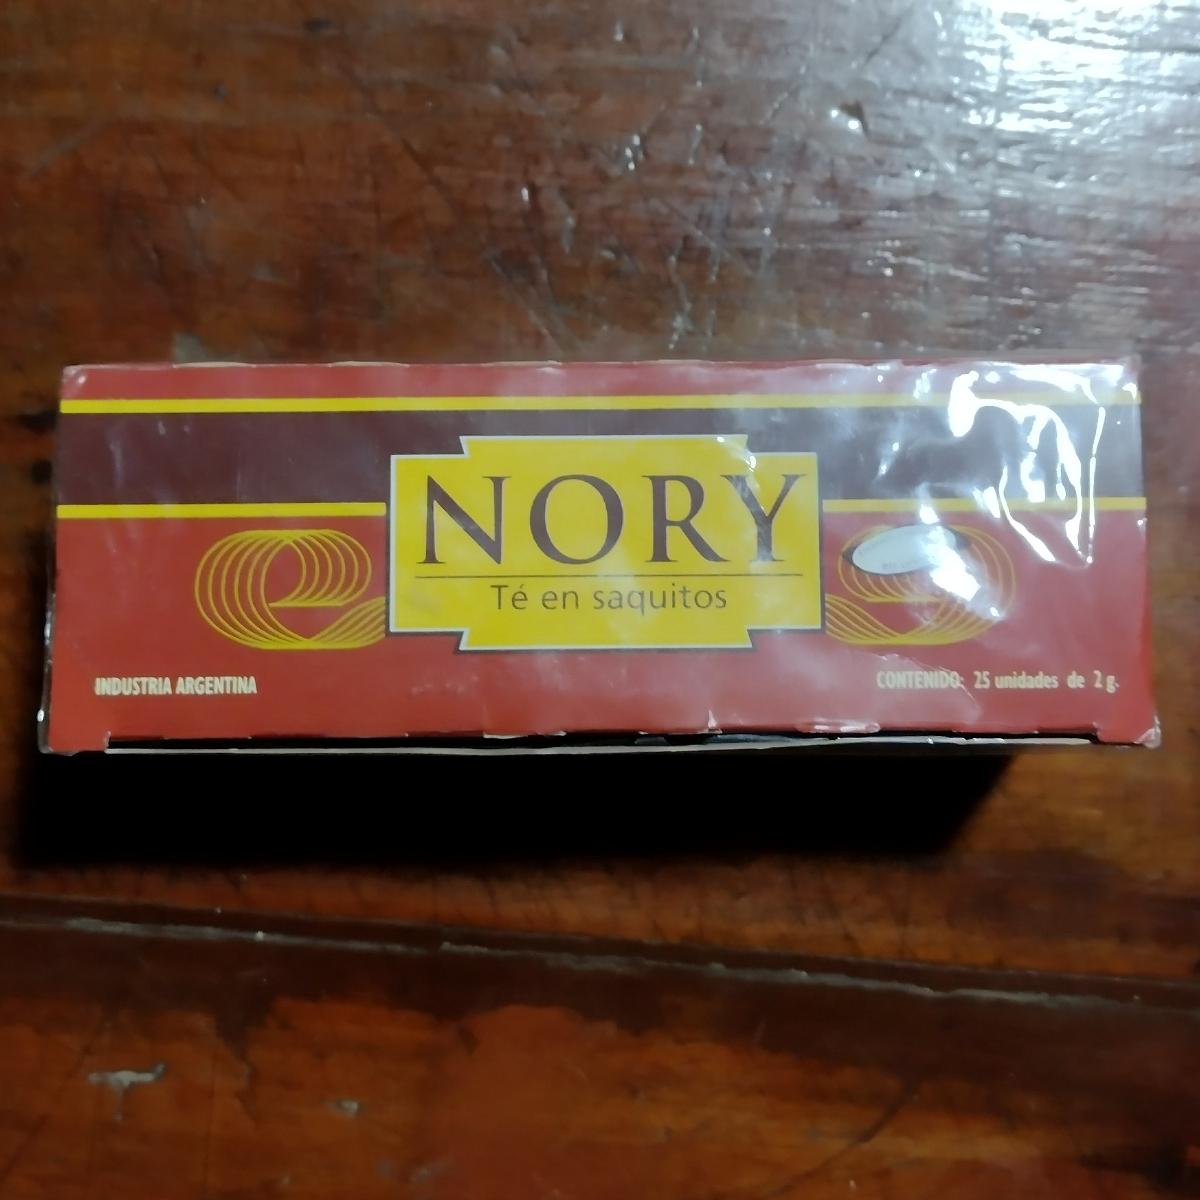 NORY
Té en saquitos
INDUSTRIA ARGENTINA
CONTENIDO: 25 unidades de 2 g.